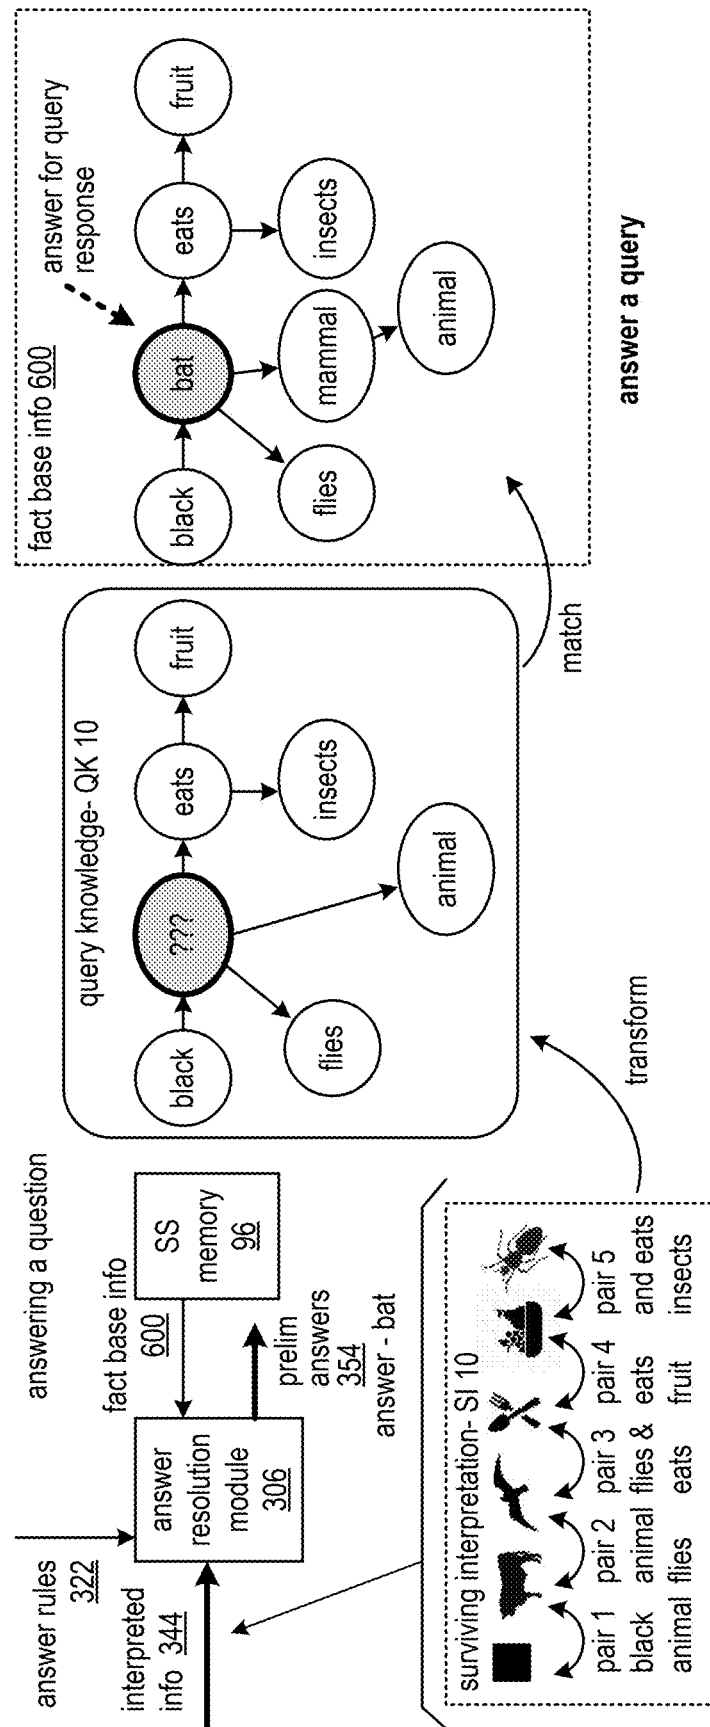 answering a question
answer rules
322
interpreted
info 344
answer
resolution
module
306
fact base info
600
SS
memory
96
prelim
answers
354
answer - bat
surviving interpretation- SI 10
pair 1
black
animal
pair 2
animal
flies
pair 3
flies &
eats
pair 4
eats
fruit
pair 5
and eats
insects
transform
query knowledge- QK 10
black
???
eats
fruit
flies
animal
insects
match
fact base info 600
answer for query
response
black
bat
eats
fruit
flies
mammal
insects
animal
answer a query